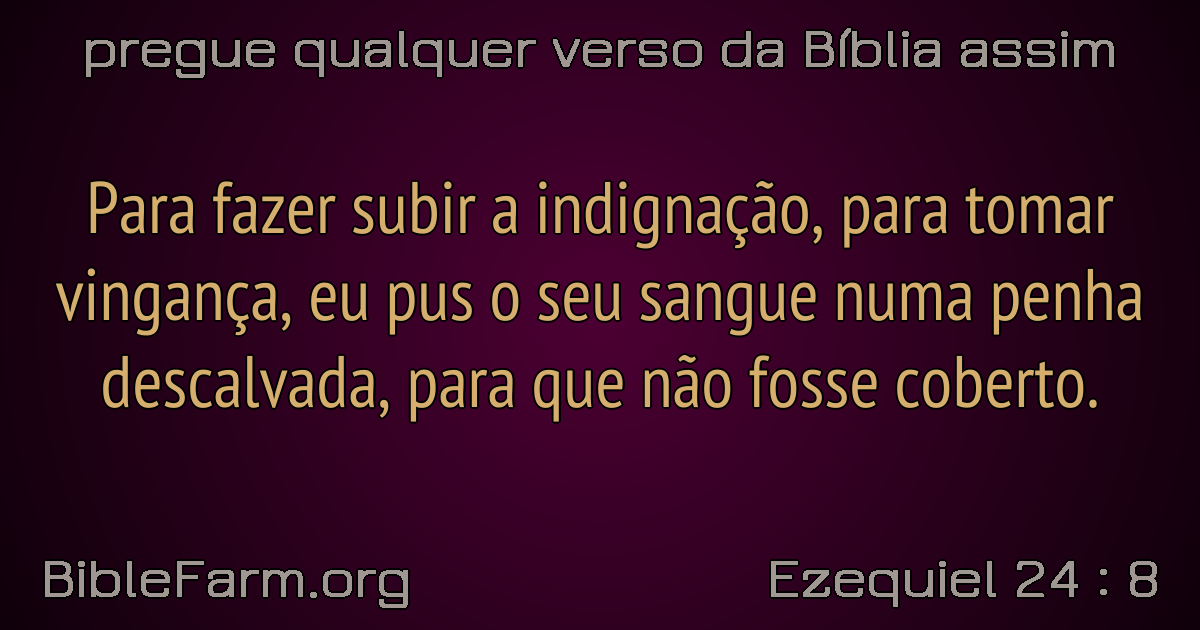 pregue qualquer verso da Bíblia assim
Para fazer subir a indignação, para tomar
vingança, eu pus o seu sangue numa penha
descalvada, para que não fosse coberto.
BibleFarm.org
Ezequiel 24 : 8